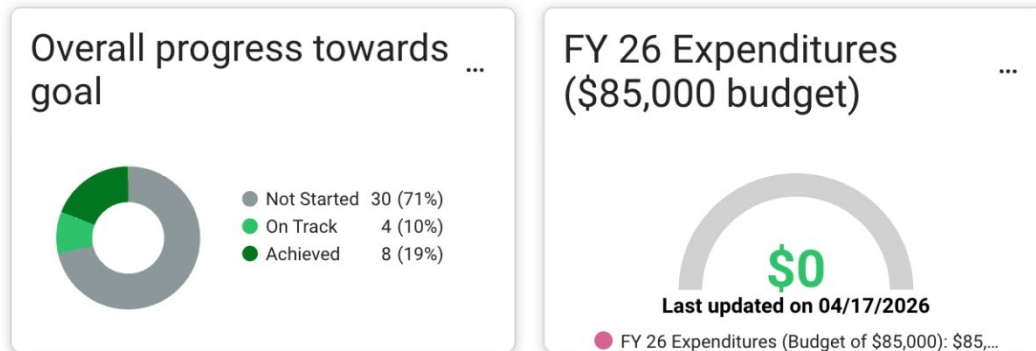 Overall progress towards
goal
...
Not Started 30 (71%)
On Track 4 (10%)
Achieved 8 (19%)
FY 26 Expenditures
($85,000 budget)
...
$0
Last updated on 04/17/2026
FY 26 Expenditures (Budget of $85,000): $85,...